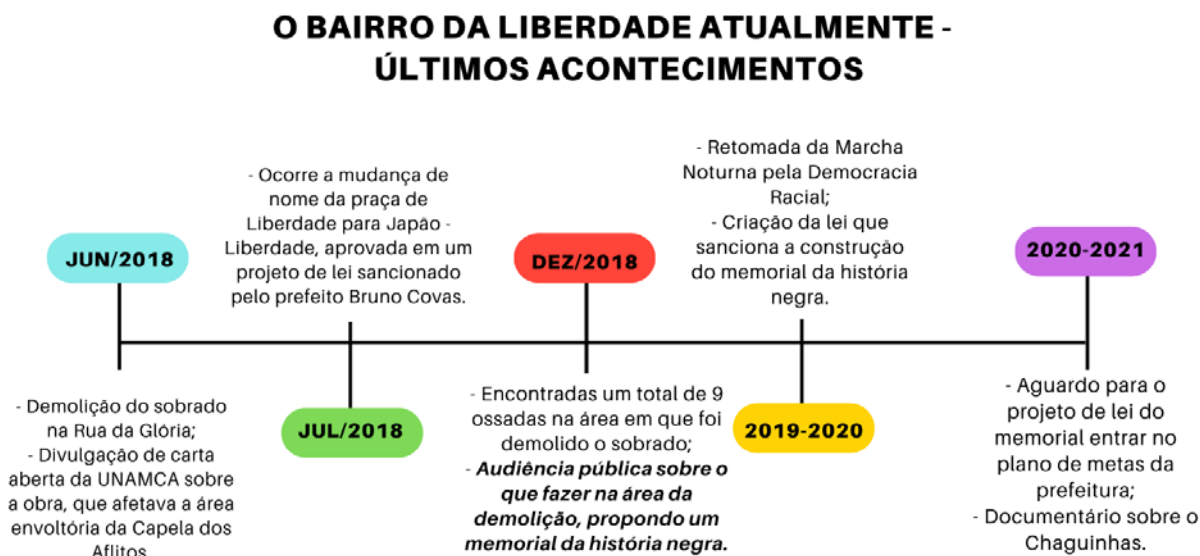 O BAIRRO DA LIBERDADE ATUALMENTE -
ÚLTIMOS ACONTECIMENTOS
JUN/2018
- Demolição do sobrado
na Rua da Glória;
- Divulgação de carta
aberta da UNAMCA sobre
a obra, que afetava a área
envoltória da Capela dos
Aflitos
- Ocorre a mudança de
nome da praça de
Liberdade para Japão -
Liberdade, aprovada em um
projeto de lei sancionado
pelo prefeito Bruno Covas.
JUL/2018
DEZ/2018
- Encontradas um total de 9
ossadas na área em que foi
demolido o sobrado;
- Audiência pública sobre o
que fazer na área da
demolição, propondo um
memorial da história negra.
- Retomada da Marcha
Noturna pela Democracia
Racial;
- Criação da lei que
sanciona a construção
do memorial da história
negra.
2019-2020
2020-2021
- Aguardo para o
projeto de lei do
memorial entrar no
plano de metas da
prefeitura;
- Documentário sobre o
Chaguinhas.